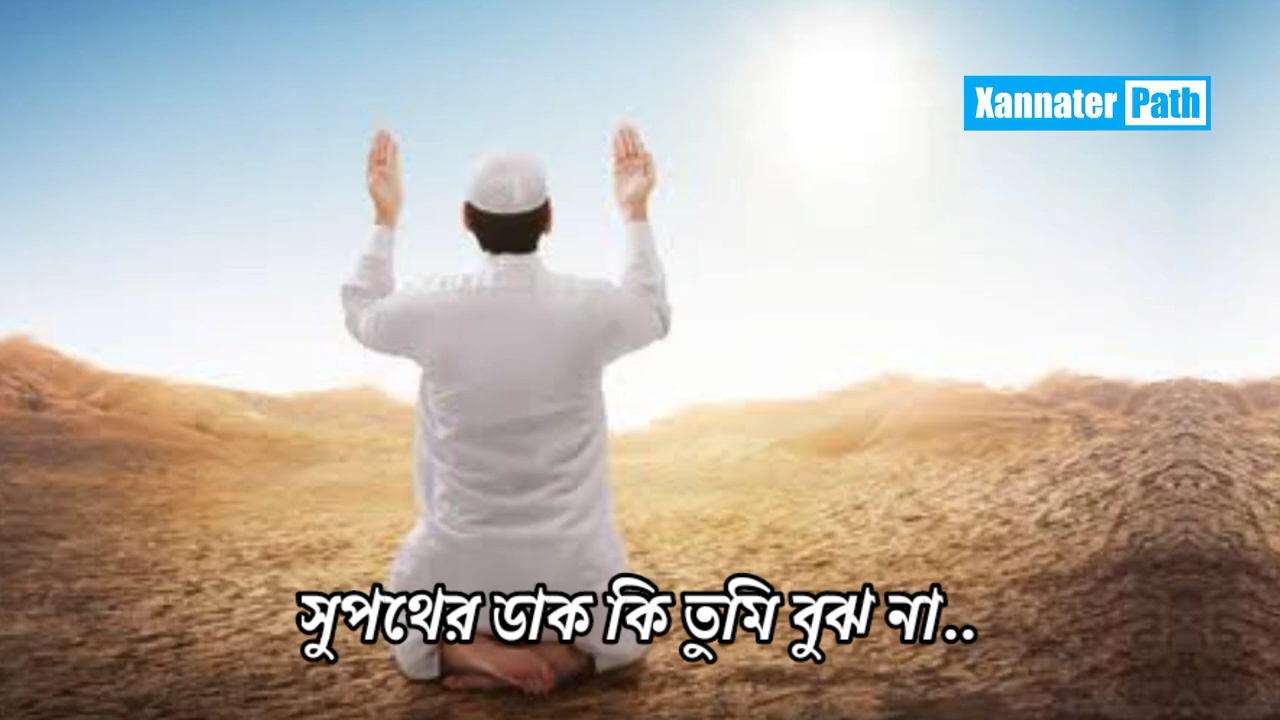 Xannater Path
সুপথের ডাক কি তুমি বুঝ না..